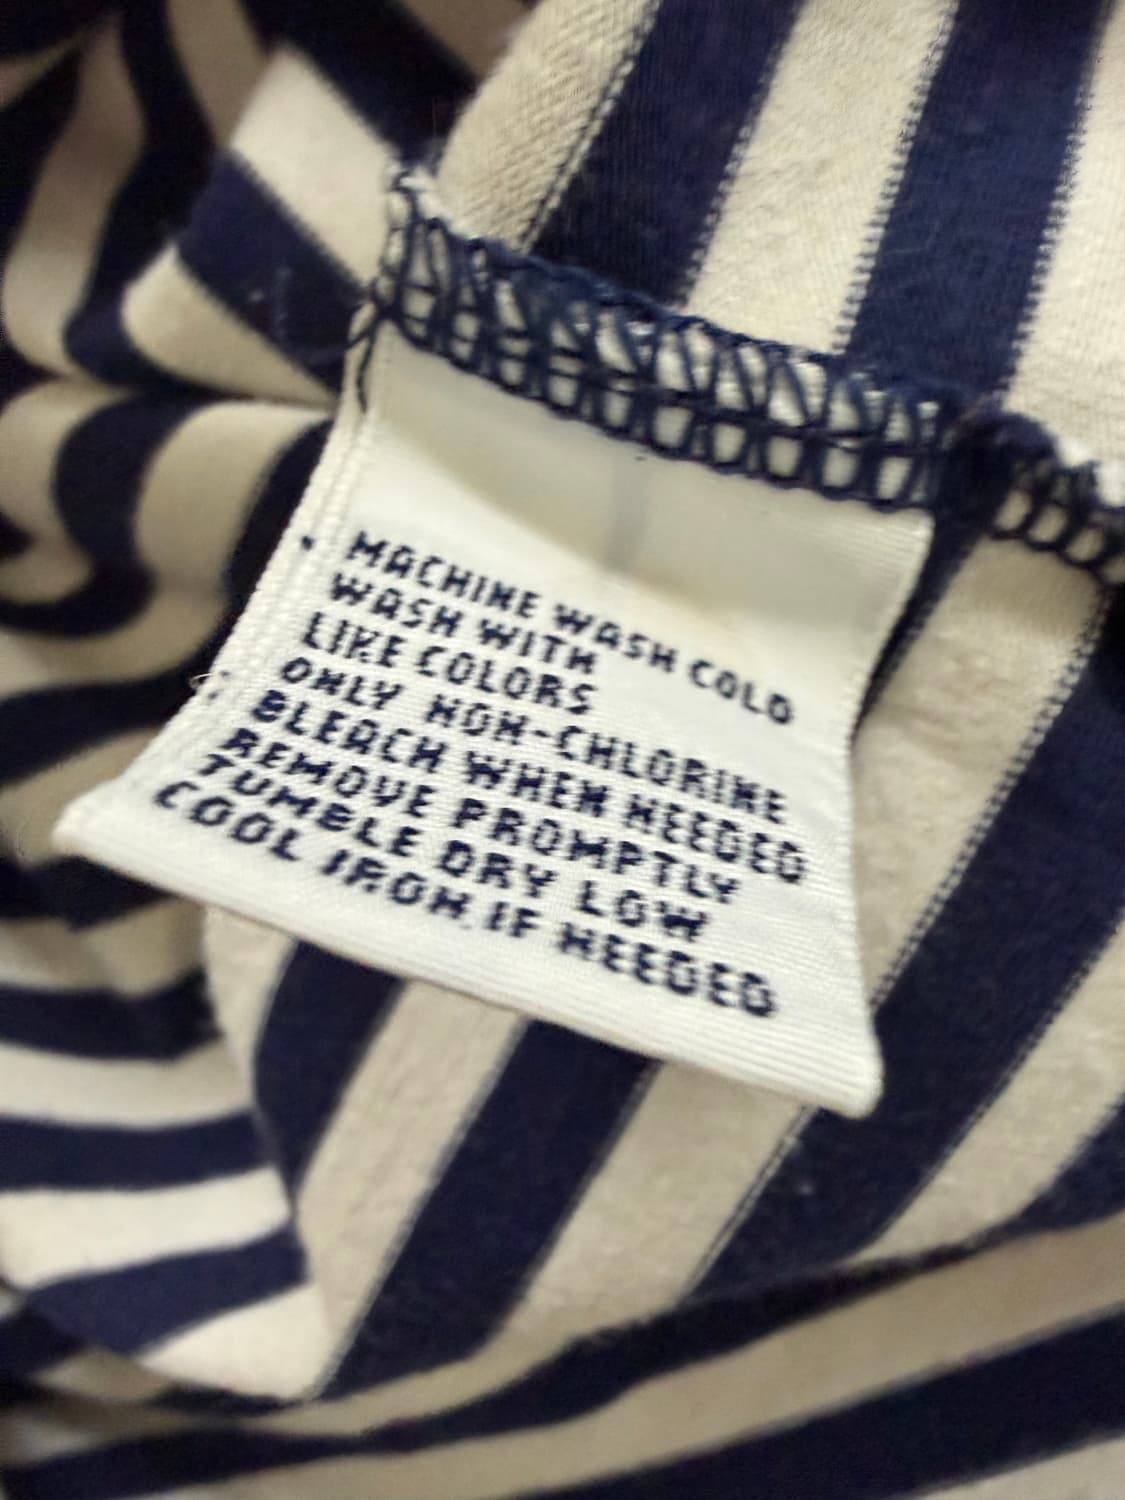 MACHINE WASH COLD
WASH WITH
LIKE COLORS
ONLY NON-CHLORINE
BLEACH WHEN NEEDED
REMOVE PROMPTLY
TUMBLE DRY LOW
COOL IRON IF NEEDED